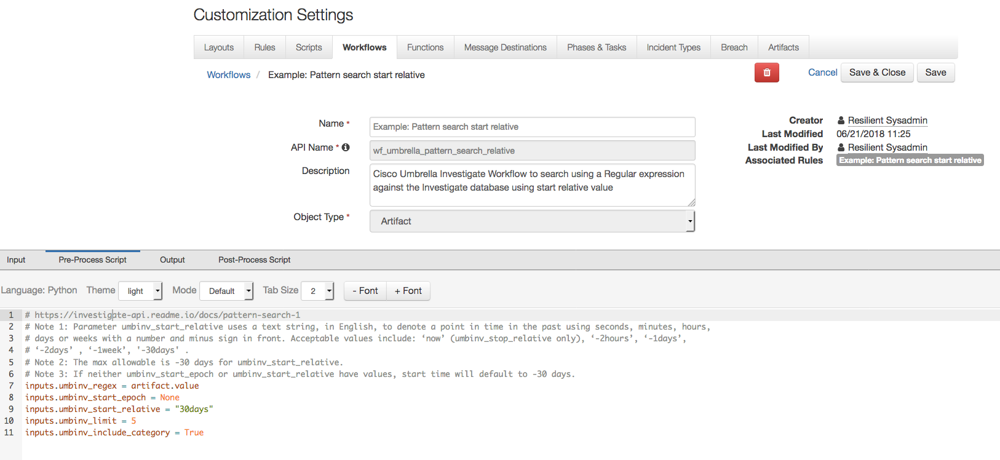 Customization Settings
Layouts Rules Scripts Workflows Functions Message Destinations Phases & Tasks Incident Types Breach Artifacts
Workflows / Example: Pattern search start relative
Cancel Save & Close Save
Name * Example: Pattern search start relative
API Name * wf_umbrella_pattern_search_relative
Description Cisco Umbrella Investigate Workflow to search using a Regular expression
against the Investigate database using start relative value
Object Type * Artifact
Creator Resilient Sysadmin
Last Modified 06/21/2018 11:25
Last Modified By Resilient Sysadmin
Associated Rules Example: Pattern search start relative
Input Pre-Process Script Output Post-Process Script
Language: Python Theme light Mode Default Tab Size 2 - Font + Font
1 # https://investigate-api.readme.io/docs/pattern-search-1
2 # Note 1: Parameter umbinv_start_relative uses a text string, in English, to denote a point in time in the past using seconds, minutes, hours,
3 # days or weeks with a number and minus sign in front. Acceptable values include: ‘now’ (umbinv_stop_relative only), ‘-2hours’, ‘-1days’,
4 # ‘-2days’ , ‘-1week’, '-30days' .
5 # Note 2: The max allowable is -30 days for umbinv_start_relative.
6 # Note 3: If neither umbinv_start_epoch or umbinv_start_relative have values, start time will default to -30 days.
7 inputs.umbinv_regex = artifact.value
8 inputs.umbinv_start_epoch = None
9 inputs.umbinv_start_relative = "30days"
10 inputs.umbinv_limit = 5
11 inputs.umbinv_include_category = True